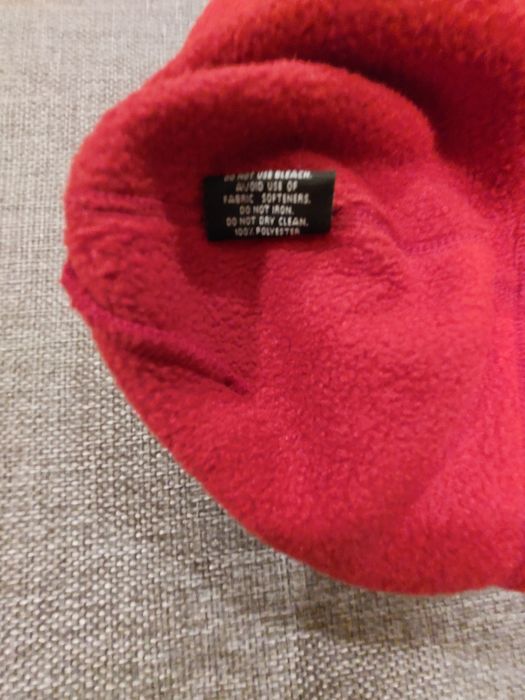 DO NOT USE BLEACH.
AVOID USE OF
FABRIC SOFTENERS.
DO NOT IRON.
DO NOT DRY CLEAN.
100% POLYESTER